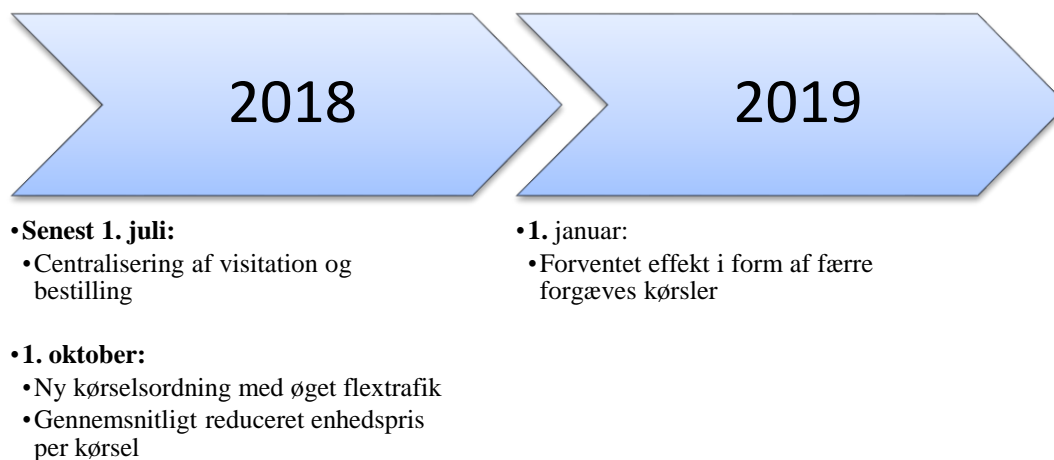 2018
•Senest 1. juli:
•Centralisering af visitation og
bestilling
•1. oktober:
•Ny kørselsordning med øget flextrafik
•Gennemsnitligt reduceret enhedspris
per kørsel
2019
•1. januar:
•Forventet effekt i form af færre
forgæves kørsler